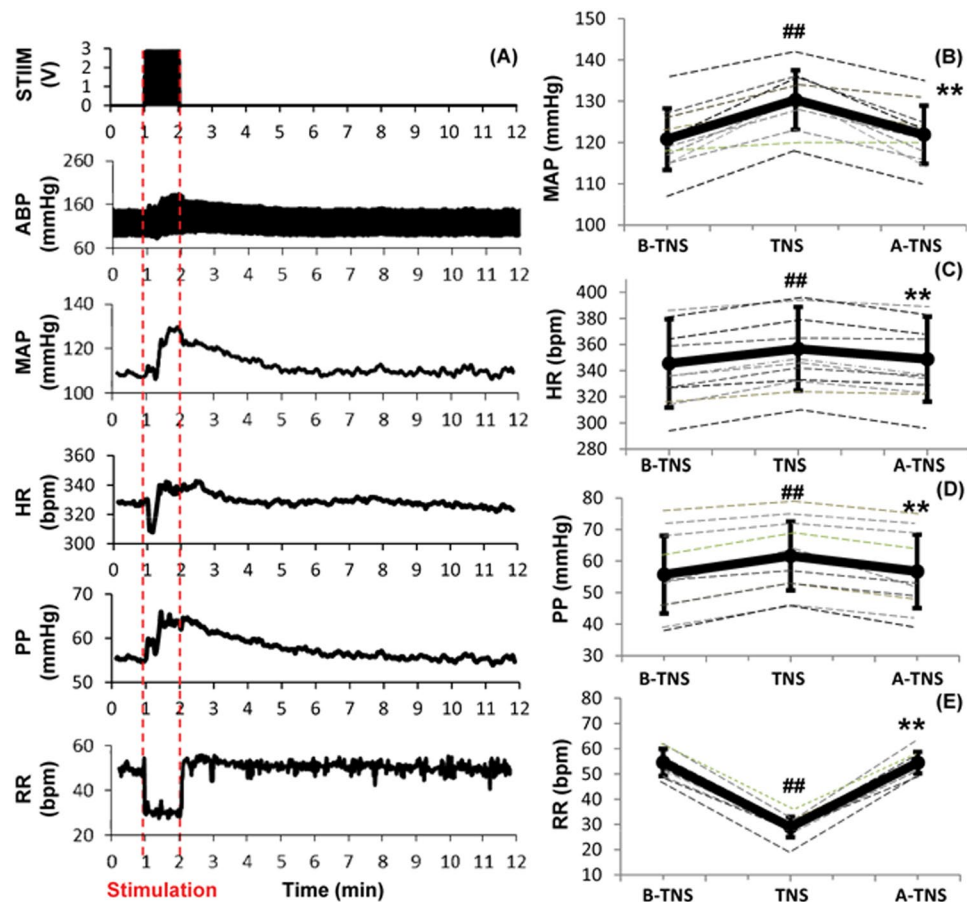 (A)
STIIM
(V)
3
2
1
0
0 1 2 3 4 5 6 7 8 9 10 11 12
ABP
(mmHg)
260
160
60
0 1 2 3 4 5 6 7 8 9 10 11 12
MAP
(mmHg)
140
120
100
0 1 2 3 4 5 6 7 8 9 10 11 12
HR
(bpm)
360
340
320
300
0 1 2 3 4 5 6 7 8 9 10 11 12
PP
(mmHg)
70
60
50
0 1 2 3 4 5 6 7 8 9 10 11 12
RR
(bpm)
60
40
20
0 1 2 3 4 5 6 7 8 9 10 11 12
Stimulation Time (min)
(B)
MAP (mmHg)
150
140
130
120
110
100
##
**
B-TNS TNS A-TNS
(C)
HR (bpm)
400
380
360
340
320
300
280
##
**
B-TNS TNS A-TNS
(D)
PP (mmHg)
80
70
60
50
40
30
##
**
B-TNS TNS A-TNS
(E)
RR (bpm)
80
70
60
50
40
30
20
10
##
**
B-TNS TNS A-TNS